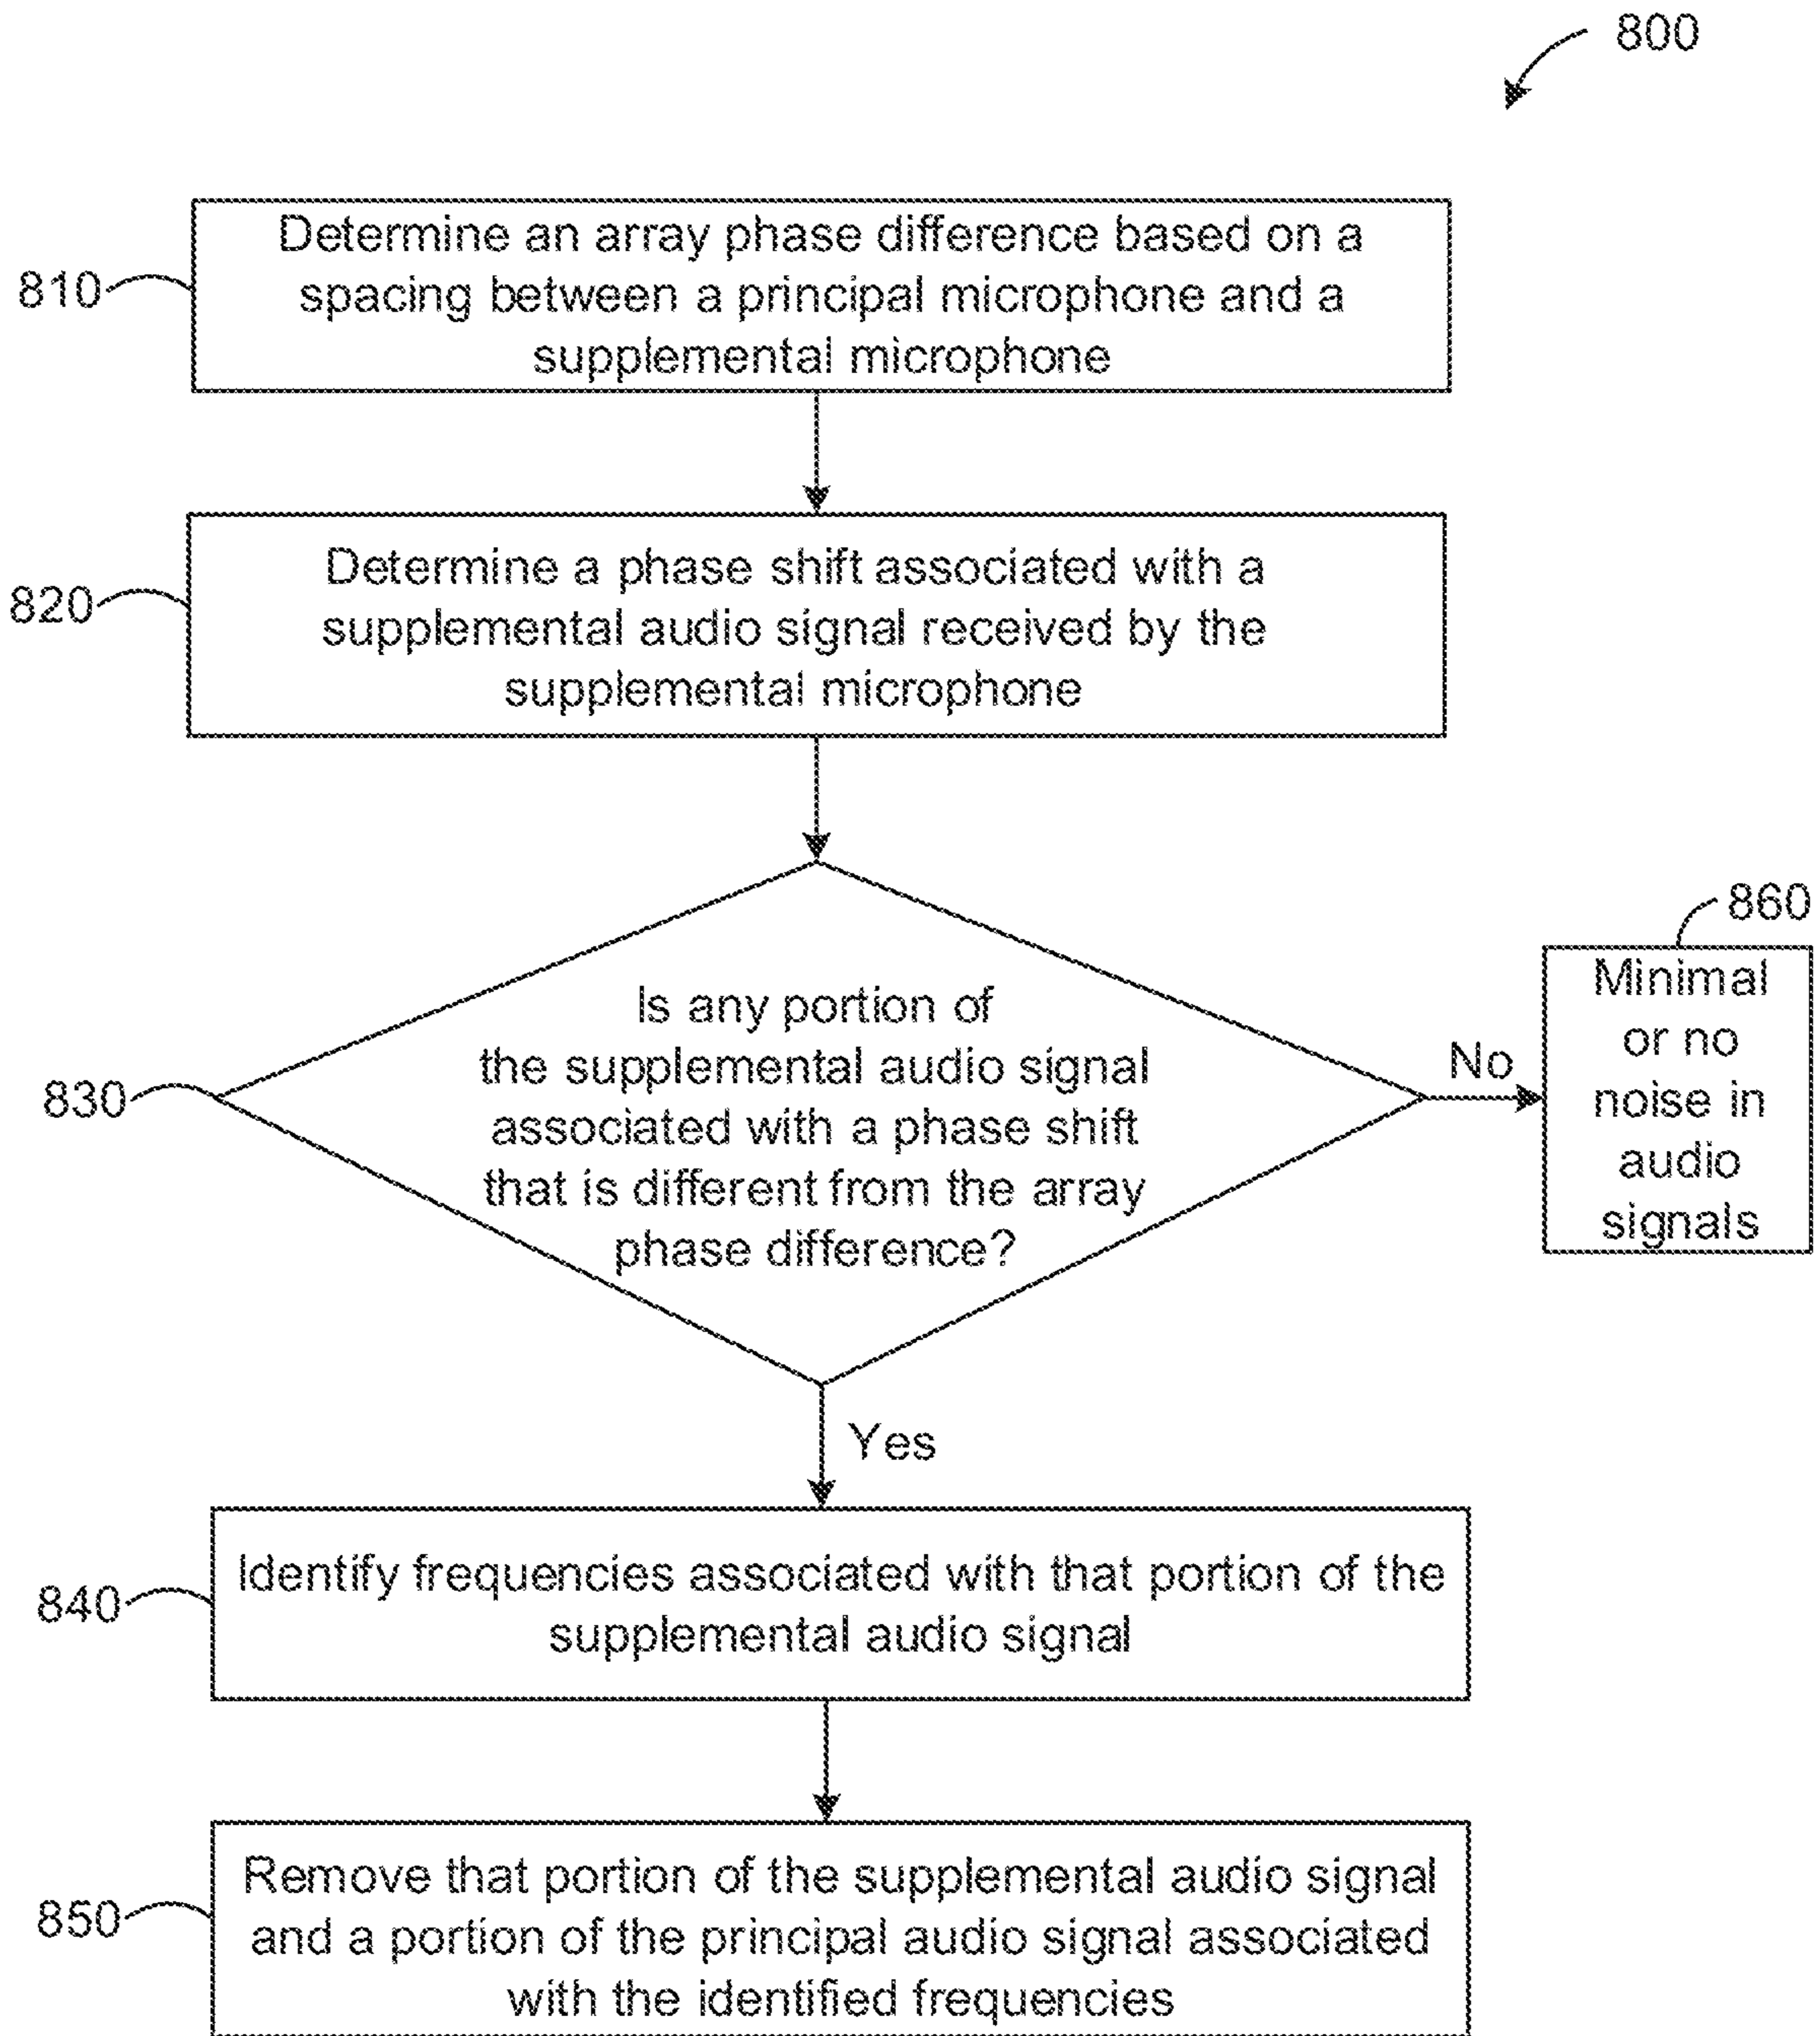 800
810
Determine an array phase difference based on a
spacing between a principal microphone and a
supplemental microphone
820
Determine a phase shift associated with a
supplemental audio signal received by the
supplemental microphone
830
Is any portion of
the supplemental audio signal
associated with a phase shift
that is different from the array
phase difference?
No
860
Minimal
or no
noise in
audio
signals
Yes
840
Identify frequencies associated with that portion of the
supplemental audio signal
850
Remove that portion of the supplemental audio signal
and a portion of the principal audio signal associated
with the identified frequencies